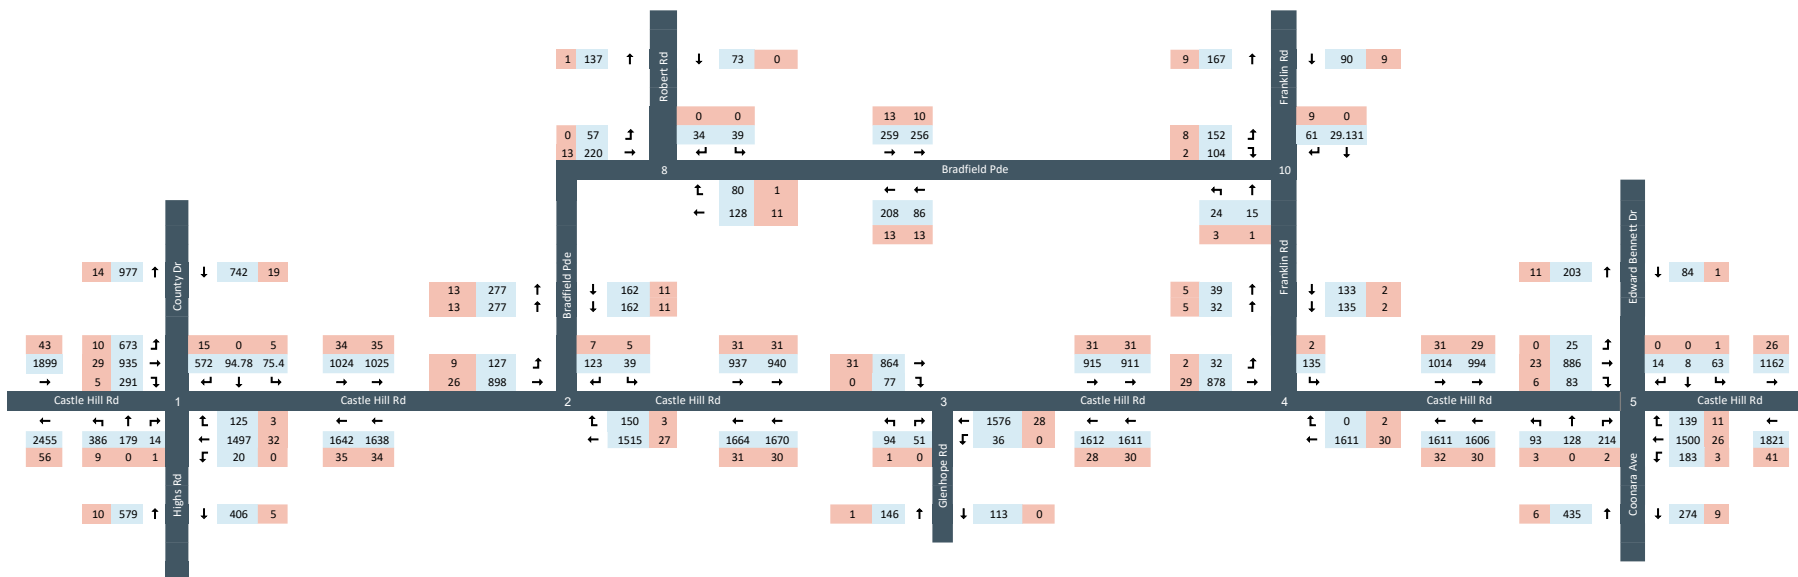 1 137 73 0
9 167 90 9
Robert Rd
Franklin Rd
0 0
13 10
9 0
0 57
34 39
259 256
8 152
61 29.131
13 220
2 104
8
Bradfield Pde
10
80 1
128 11
208 86
24 15
13 13
3 1
Edward Bennett Dr
County Dr
Bradfield Pde
Franklin Rd
14 977 742 19
11 203 84 1
13 277 162 11
5 39 133 2
13 277 162 11
5 32 135 2
43 10 673 15 0 5 34 35 7 5 31 31 31 31 2 31 29 0 25 0 0 1 26
1899 29 935 572 94.78 75.4 1024 1025 9 127 123 39 937 940 31 864 915 911 2 32 135 1014 994 23 886 14 8 63 1162
5 291 26 898 0 77 29 878 6 83
Castle Hill Rd 1 Castle Hill Rd 2 Castle Hill Rd 3 Castle Hill Rd 4 Castle Hill Rd 5 Castle Hill Rd
125 3 150 3 1576 28 0 2 139 11
2455 386 179 14 1497 32 1642 1638 1515 27 1664 1670 94 51 36 0 1612 1611 1611 30 1611 1606 93 128 214 1500 26 1821
56 9 0 1 20 0 35 34 31 30 1 0 28 30 32 30 3 0 2 183 3 41
Highs Rd
Glenhope Rd
Coonara Ave
10 579 406 5
1 146 113 0
6 435 274 9